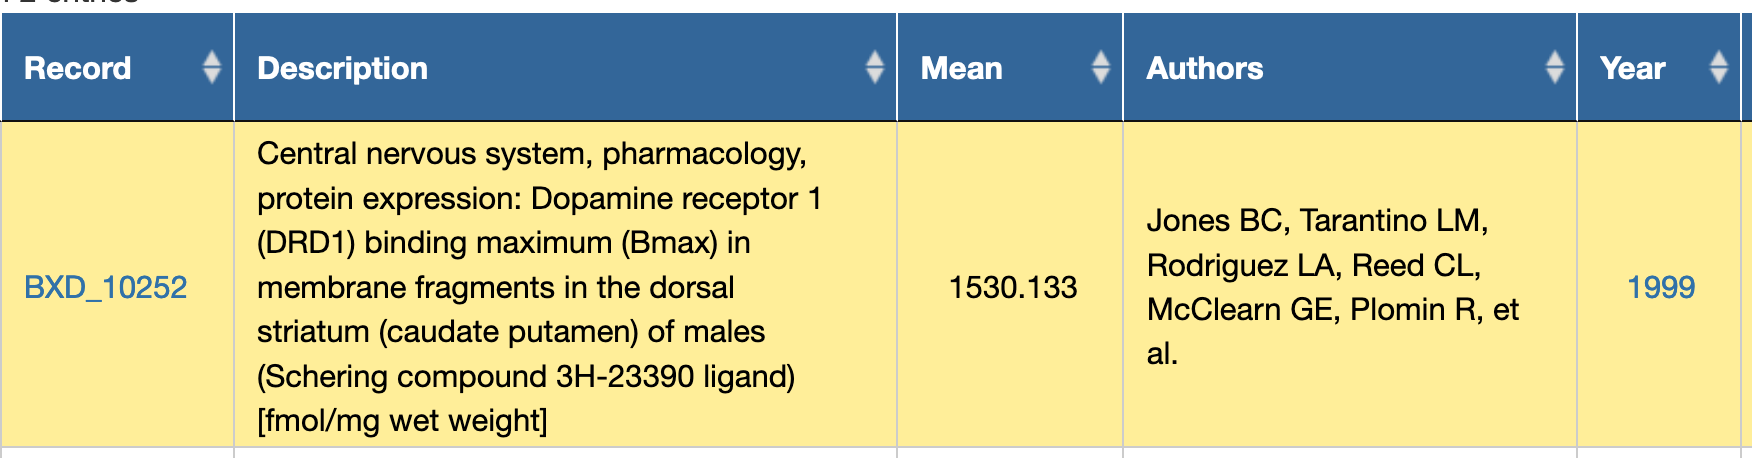 Record
Description
Mean
Authors
Year
BXD_10252
Central nervous system, pharmacology,
protein expression: Dopamine receptor 1
(DRD1) binding maximum (Bmax) in
membrane fragments in the dorsal
striatum (caudate putamen) of males
(Schering compound 3H-23390 ligand)
[fmol/mg wet weight]
1530.133
Jones BC, Tarantino LM,
Rodriguez LA, Reed CL,
McClearn GE, Plomin R, et
al.
1999